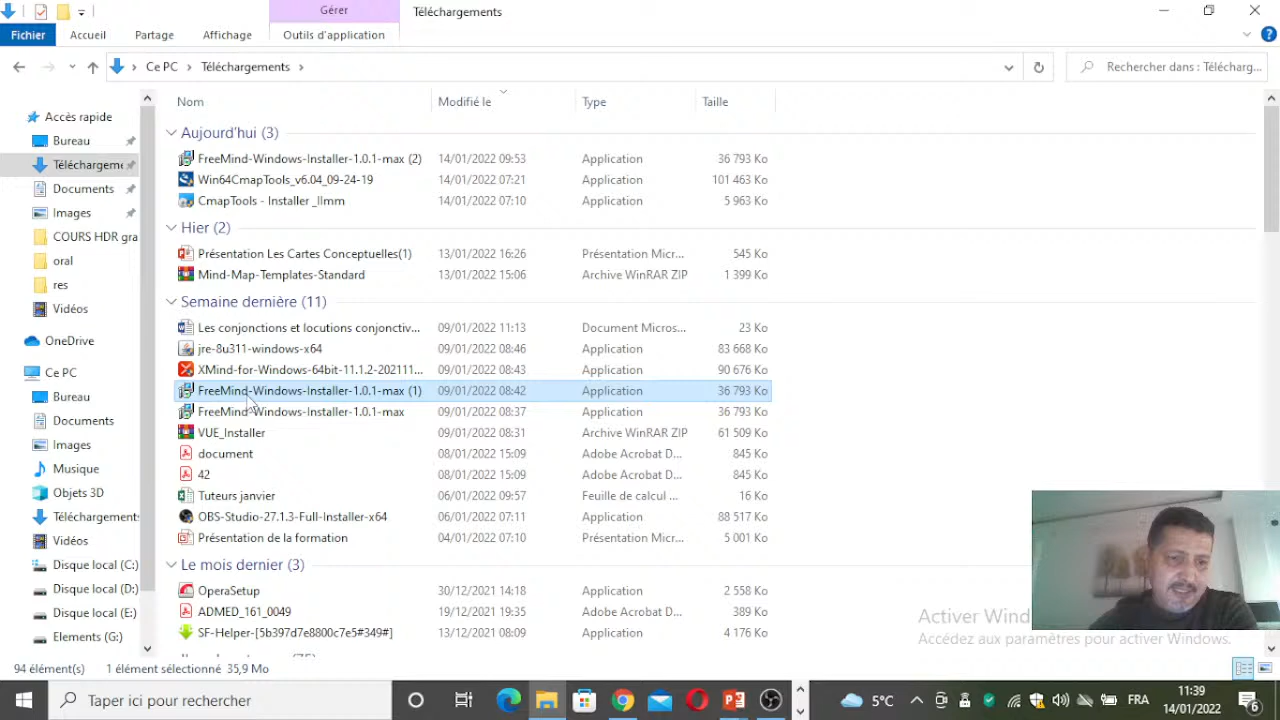 Gérer
Téléchargements
Fichier
Accueil
Partage
Affichage
Outils d'application
Ce PC
Téléchargements
Rechercher dans : Télécharg...
Nom
Modifié le
Type
Taille
Accès rapide
Bureau
Téléchargeme
Documents
Images
COURS HDR gra
oral
res
Vidéos
OneDrive
Ce PC
Bureau
Documents
Images
Musique
Objets 3D
Téléchargement
Vidéos
Disque local (C:)
Disque local (D:)
Disque local (E:)
Elements (G:)
Aujourd'hui (3)
FreeMind-Windows-Installer-1.0.1-max (2) 14/01/2022 09:53 Application 36 793 Ko
Win64CmapTools_v6.04_09-24-19 14/01/2022 07:21 Application 101 463 Ko
CmapTools - Installer _llmm 14/01/2022 07:10 Application 5 963 Ko
Hier (2)
Présentation Les Cartes Conceptuelles(1) 13/01/2022 16:26 Présentation Micr... 545 Ko
Mind-Map-Templates-Standard 13/01/2022 15:06 Archive WinRAR ZIP 1 399 Ko
Semaine dernière (11)
Les conjonctions et locutions conjonctiv... 09/01/2022 11:13 Document Micros... 23 Ko
jre-8u311-windows-x64 09/01/2022 08:46 Application 83 668 Ko
XMind-for-Windows-64bit-11.1.2-202111... 09/01/2022 08:43 Application 90 676 Ko
FreeMind-Windows-Installer-1.0.1-max (1) 09/01/2022 08:42 Application 36 793 Ko
FreeMind-Windows-Installer-1.0.1-max 09/01/2022 08:37 Application 36 793 Ko
VUE_Installer 09/01/2022 08:31 Archive WinRAR ZIP 61 509 Ko
document 08/01/2022 15:09 Adobe Acrobat D... 845 Ko
42 08/01/2022 15:09 Adobe Acrobat D... 845 Ko
Tuteurs janvier 06/01/2022 09:57 Feuille de calcul ... 16 Ko
OBS-Studio-27.1.3-Full-Installer-x64 06/01/2022 07:11 Application 88 517 Ko
Présentation de la formation 04/01/2022 07:10 Présentation Micr... 5 001 Ko
Le mois dernier (3)
OperaSetup 30/12/2021 14:18 Application 2 558 Ko
ADMED_161_0049 19/12/2021 19:35 Adobe Acrobat D... 389 Ko
SF-Helper-[5b397d7e8800c7e5#349#] 13/12/2021 08:09 Application 4 176 Ko
Activer Wind
Accédez aux paramètres pour activer Windows.
94 élément(s)
1 élément sélectionné 35,9 Mo
Taper ici pour rechercher
5°C
FRA
11:39
14/01/2022
6